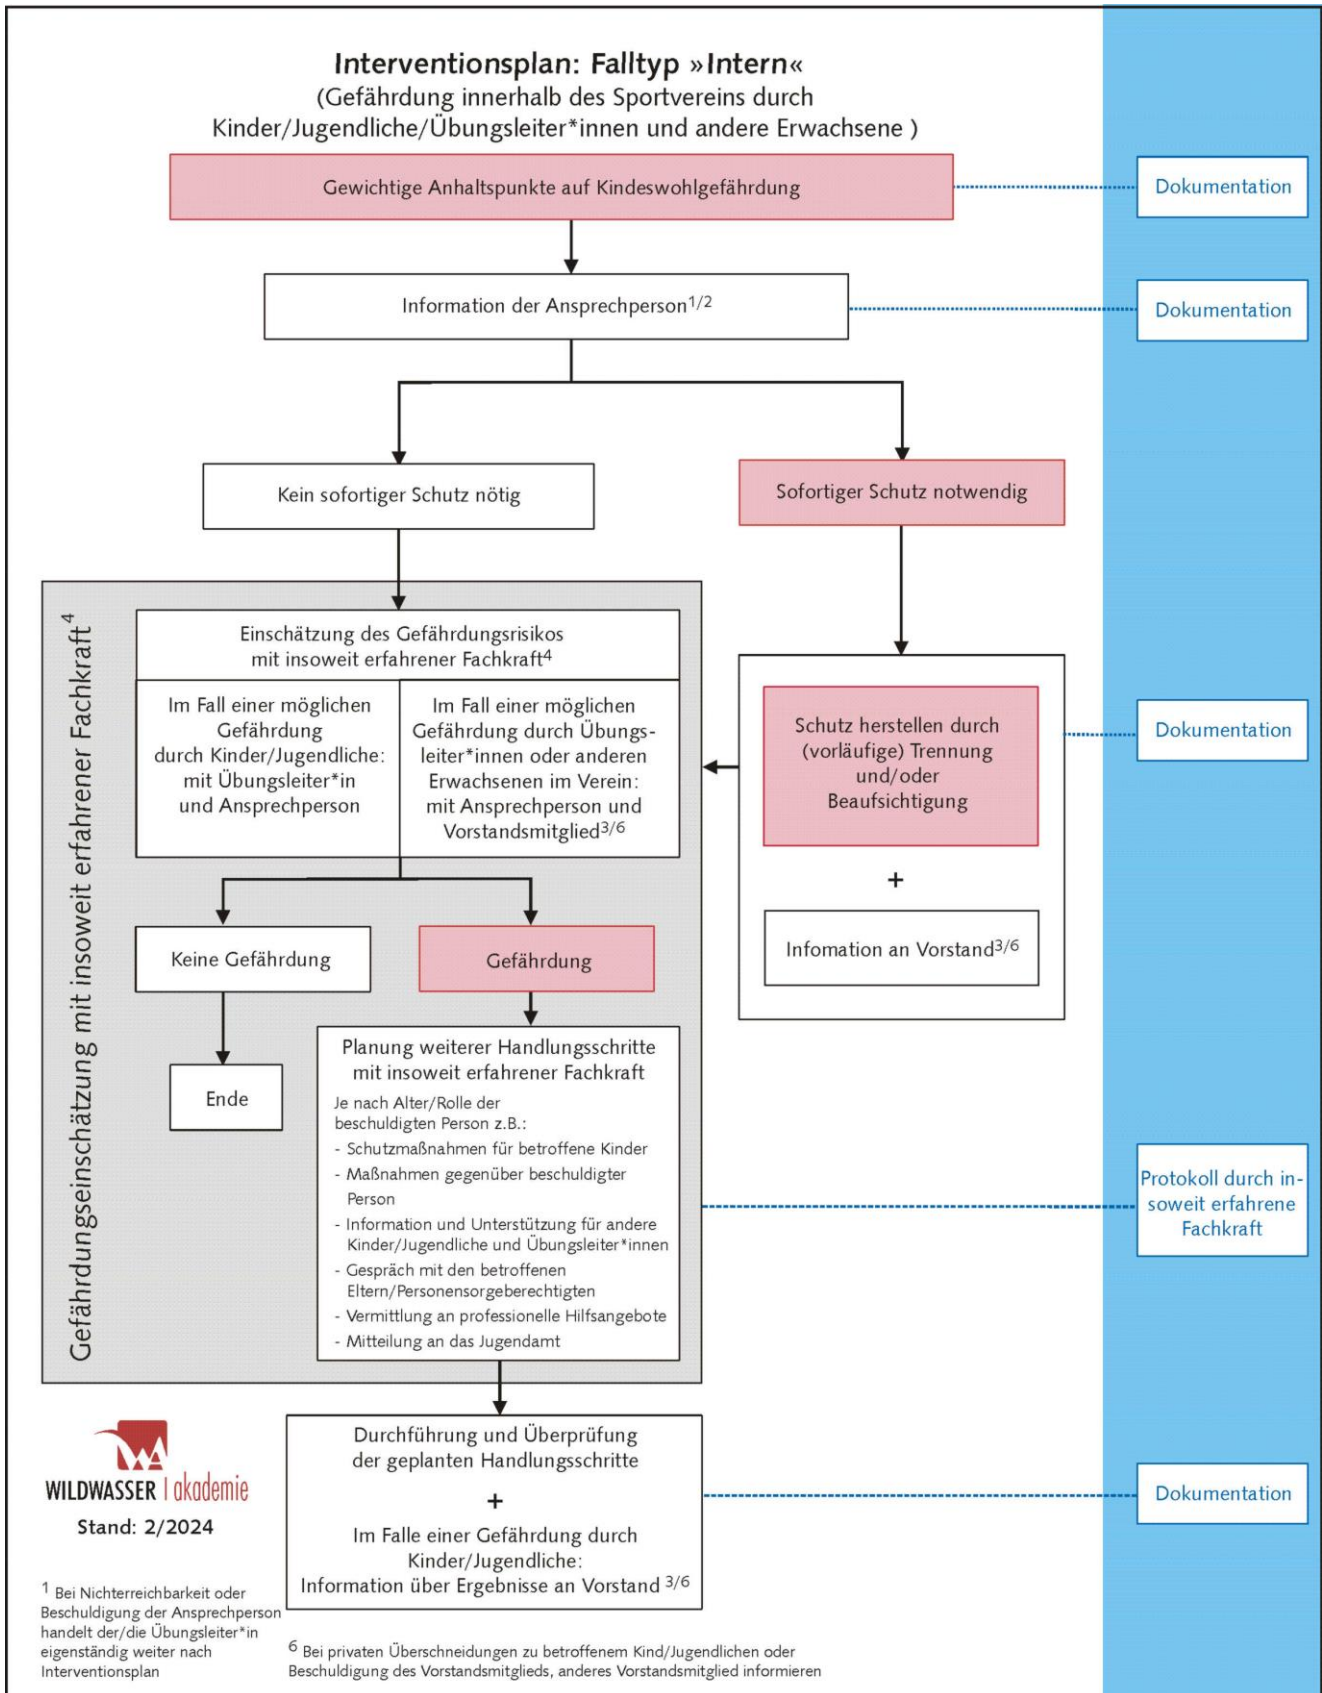 Interventionsplan: Falltyp »Intern«
(Gefährdung innerhalb des Sportvereins durch
Kinder/Jugendliche/Übungsleiter*innen und andere Erwachsene )
Gewichtige Anhaltspunkte auf Kindeswohlgefährdung
Dokumentation
Information der Ansprechperson1/2
Dokumentation
Kein sofortiger Schutz nötig
Sofortiger Schutz notwendig
Gefährdungseinschätzung mit insoweit erfahrener Fachkraft4
Einschätzung des Gefährdungsrisikos
mit insoweit erfahrener Fachkraft4
Im Fall einer möglichen
Gefährdung
durch Kinder/Jugendliche:
mit Übungsleiter*in
und Ansprechperson
Im Fall einer möglichen
Gefährdung durch Übungs-
leiter*innen oder anderen
Erwachsenen im Verein:
mit Ansprechperson und
Vorstandsmitglied3/6
Schutz herstellen durch
(vorläufige) Trennung
und/oder
Beaufsichtigung
+
Infomation an Vorstand3/6
Dokumentation
Keine Gefährdung
Gefährdung
Ende
Planung weiterer Handlungsschritte
mit insoweit erfahrener Fachkraft
Je nach Alter/Rolle der
beschuldigten Person z.B.:
- Schutzmaßnahmen für betroffene Kinder
- Maßnahmen gegenüber beschuldigter
Person
- Information und Unterstützung für andere
Kinder/Jugendliche und Übungsleiter*innen
- Gespräch mit den betroffenen
Eltern/Personensorgeberechtigten
- Vermittlung an professionelle Hilfsangebote
- Mitteilung an das Jugendamt
Protokoll durch in-
soweit erfahrene
Fachkraft
Durchführung und Überprüfung
der geplanten Handlungsschritte
+
Im Falle einer Gefährdung durch
Kinder/Jugendliche:
Information über Ergebnisse an Vorstand 3/6
Dokumentation
WA
WILDWASSER | akademie
Stand: 2/2024
1 Bei Nichterreichbarkeit oder
Beschuldigung der Ansprechperson
handelt der/die Übungsleiter*in
eigenständig weiter nach
Interventionsplan
6 Bei privaten Überschneidungen zu betroffenem Kind/Jugendlichen oder
Beschuldigung des Vorstandsmitglieds, anderes Vorstandsmitglied informieren